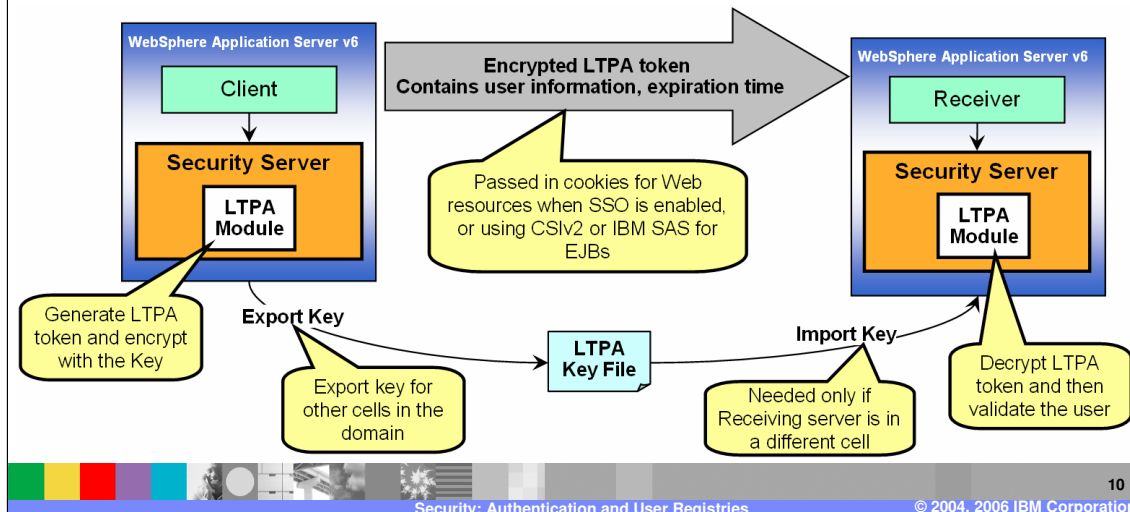 WebSphere Application Server v6
Client
Security Server
LTPA
Module
Encrypted LTPA token
Contains user information, expiration time
Passed in cookies for Web
resources when SSO is enabled,
or using CSIv2 or IBM SAS for
EJBs
WebSphere Application Server v6
Receiver
Security Server
LTPA
Module
Generate LTPA
token and encrypt
with the Key
Export Key
Export key for
other cells in the
domain
LTPA
Key File
Import Key
Needed only if
Receiving server is in
a different cell
Decrypt LTPA
token and then
validate the user
10
Security: Authentication and User Registries
© 2004, 2006 IBM Corporation